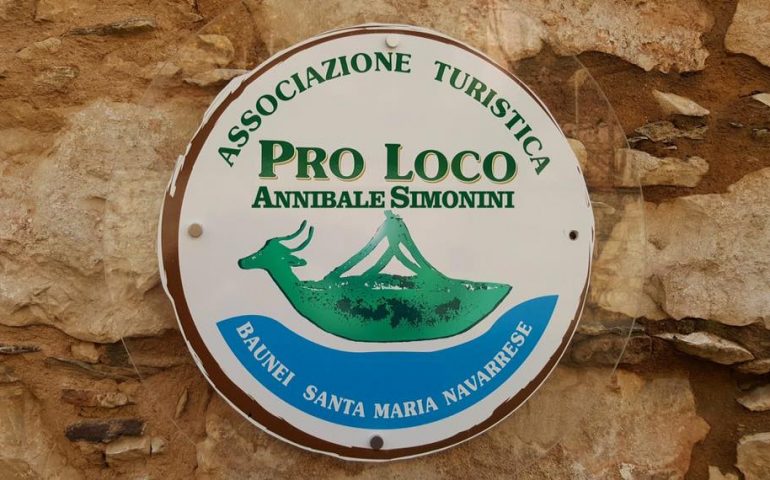 ASSOCIAZIONE TURISTICA
PRO LOCO
ANNIBALE SIMONINI
BAUNEI SANTA MARIA NAVARRESE